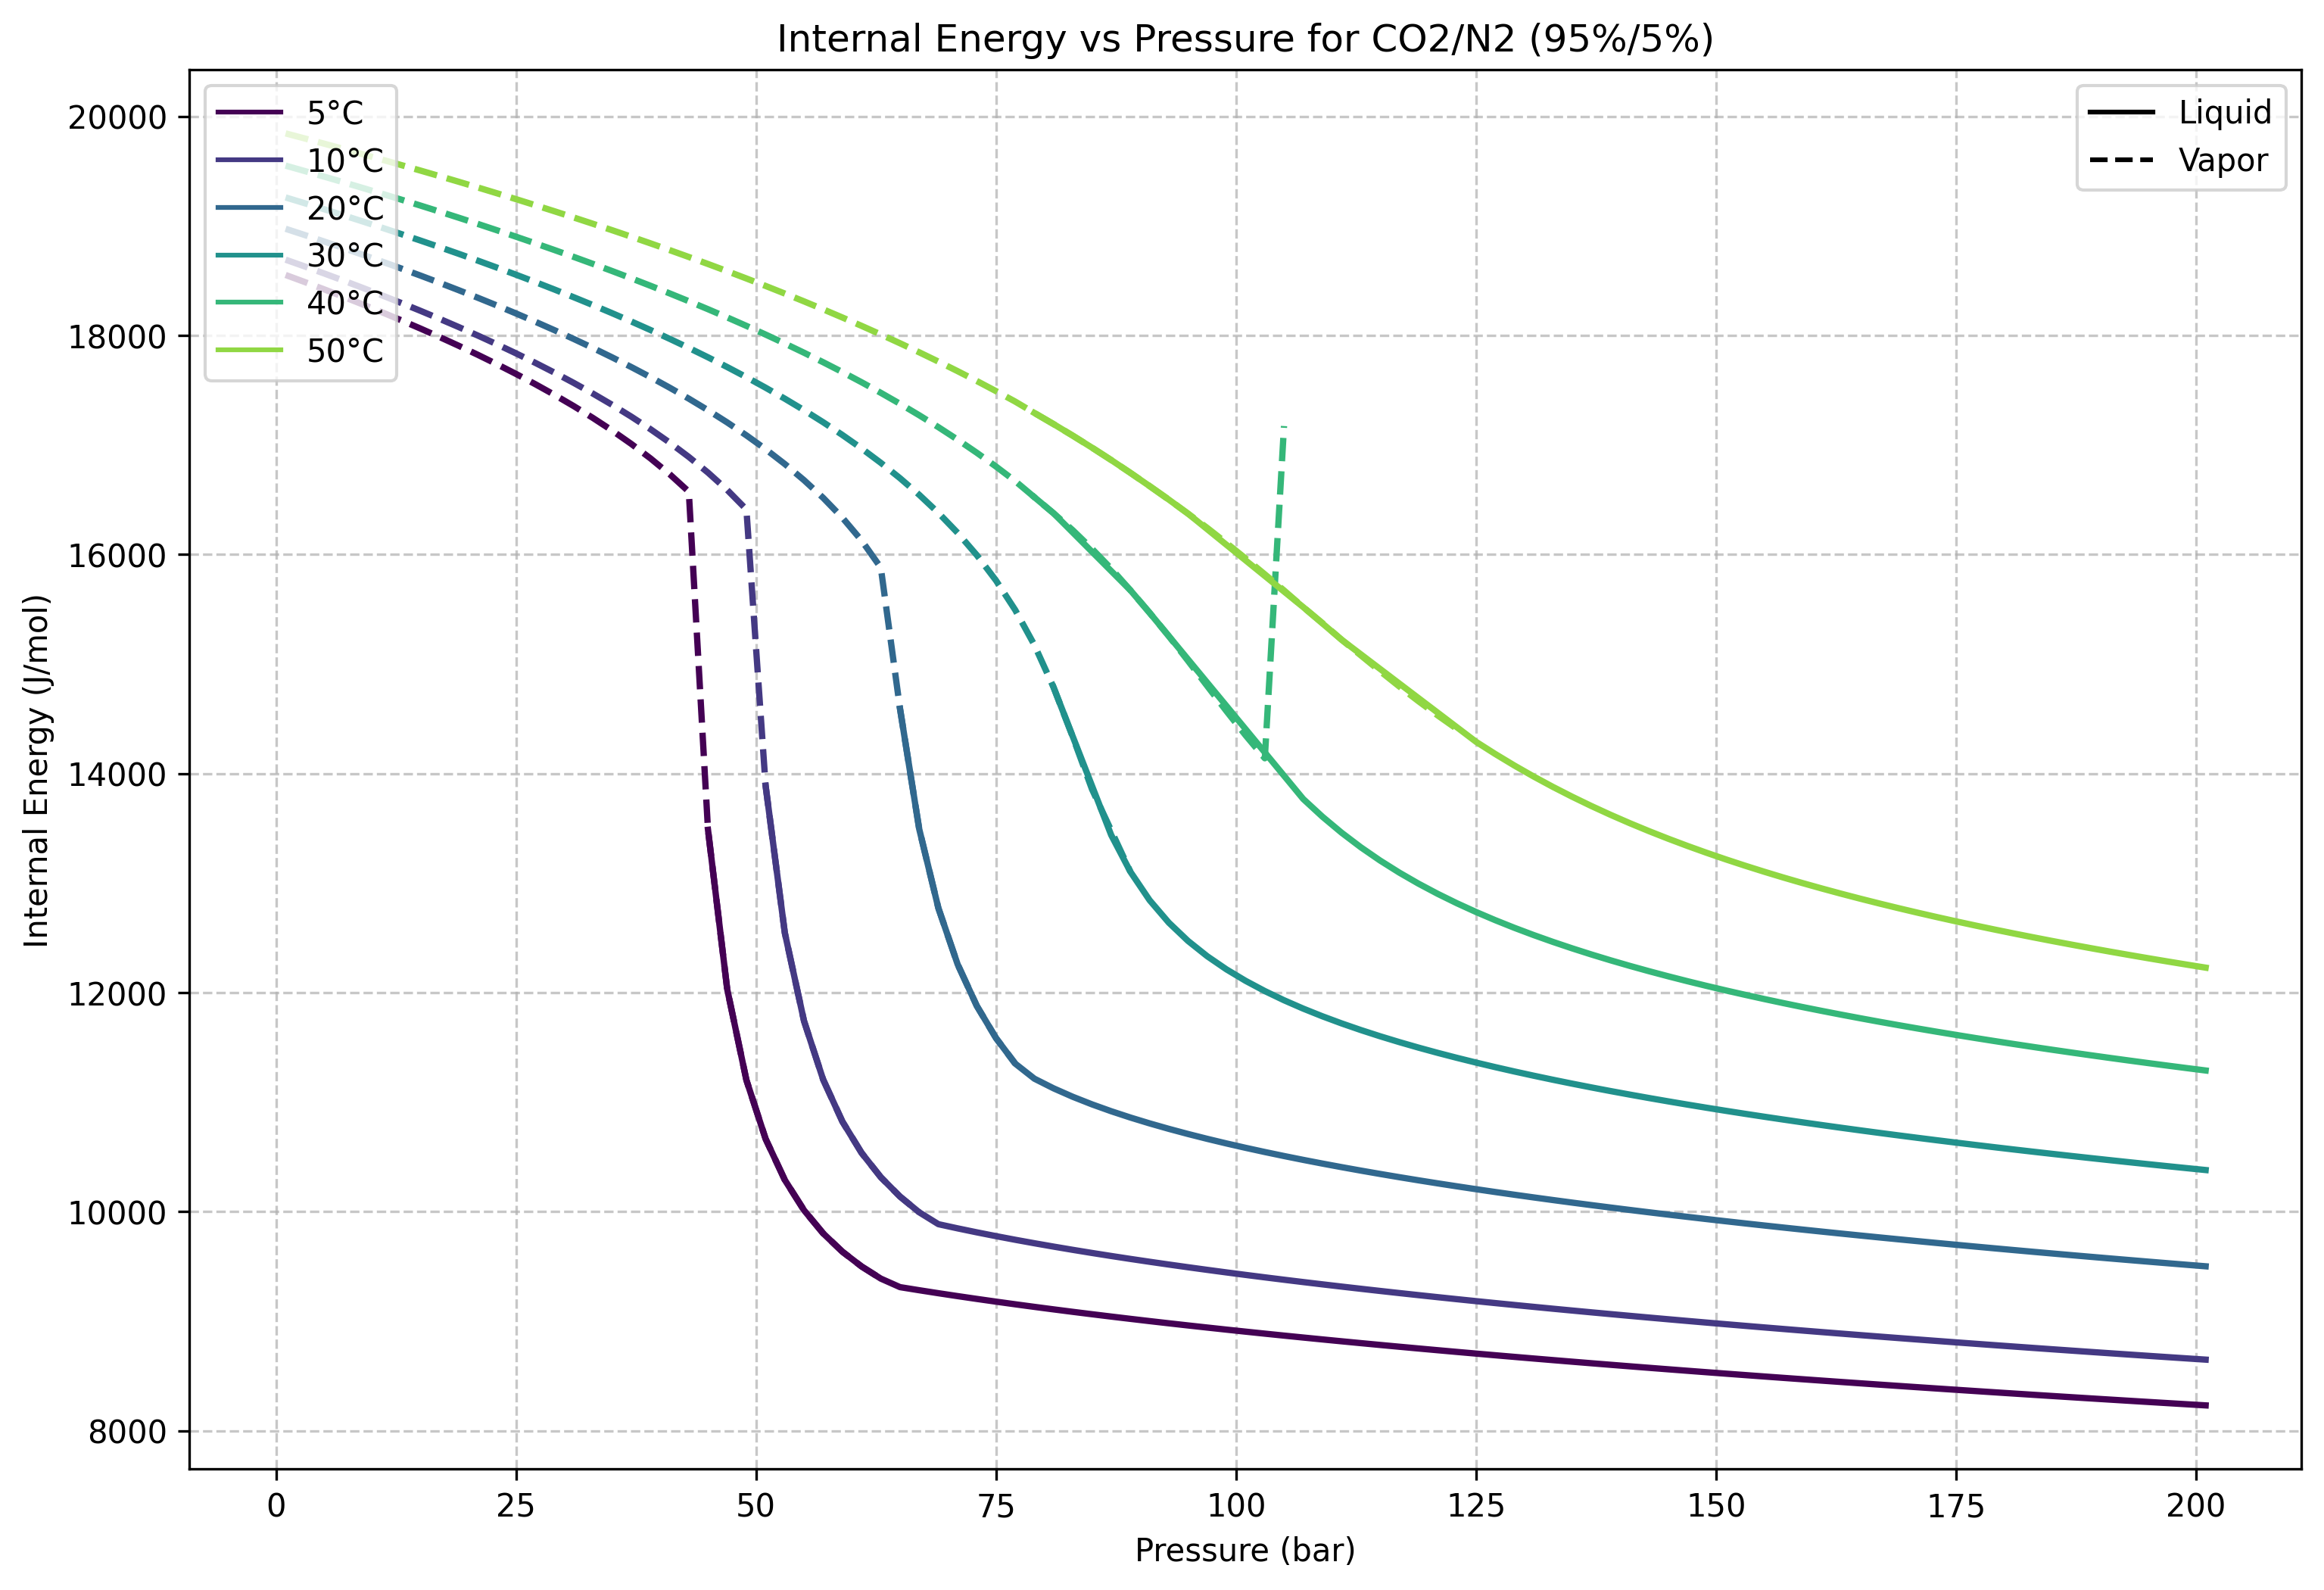 Internal Energy vs Pressure for CO2/N2 (95%/5%)
Internal Energy (J/mol)
20000
18000
16000
14000
12000
10000
8000
5°C
10°C
20°C
30°C
40°C
50°C
Liquid
Vapor
0 25 50 75 100 125 150 175 200
Pressure (bar)